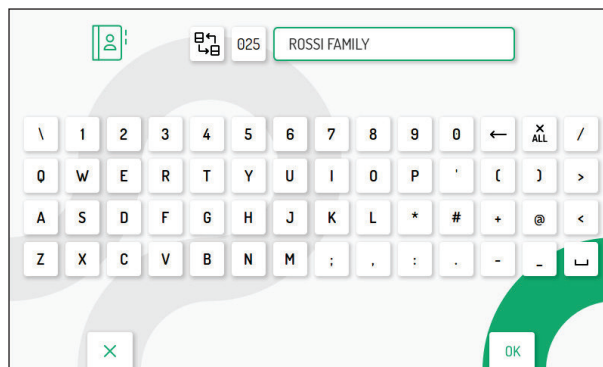 025 ROSSI FAMILY
\ 1 2 3 4 5 6 7 8 9 0 ← × ALL /
Q W E R T Y U I O P ' ( ) >
A S D F G H J K L * # + @ <
Z X C V B N M ; , : . - _ ⌴
× OK